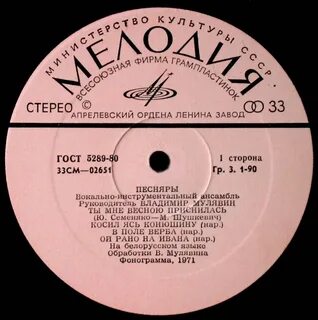 МИНИСТЕРСТВО КУЛЬТУРЫ СССР
МЕЛОДИЯ
ВСЕСОЮЗНАЯ ФИРМА ГРАМПЛАСТИНОК
СТЕРЕО 33
АПРЕЛЕВСКИЙ ОРДЕНА ЛЕНИНА ЗАВОД
ГОСТ 5289-80 1 сторона
33СМ—02651 Гр. 3. 1-90
ПЕСНЯРЫ
Вокально-инструментальный ансамбль
Руководитель ВЛАДИМИР МУЛЯВИН
ТЫ МНЕ ВЕСНОЮ ПРИСНИЛАСЬ
(Ю. Семеняко—М. Шушкевич)
КОСИЛ ЯСЬ КОНЮШИНУ (нар.)
В ПОЛЕ ВЕРБА (нар.)
ОЙ РАНО НА ИВАНА (нар.)
На белорусском языке
Обработки В. Мулявина
Фонограмма, 1971